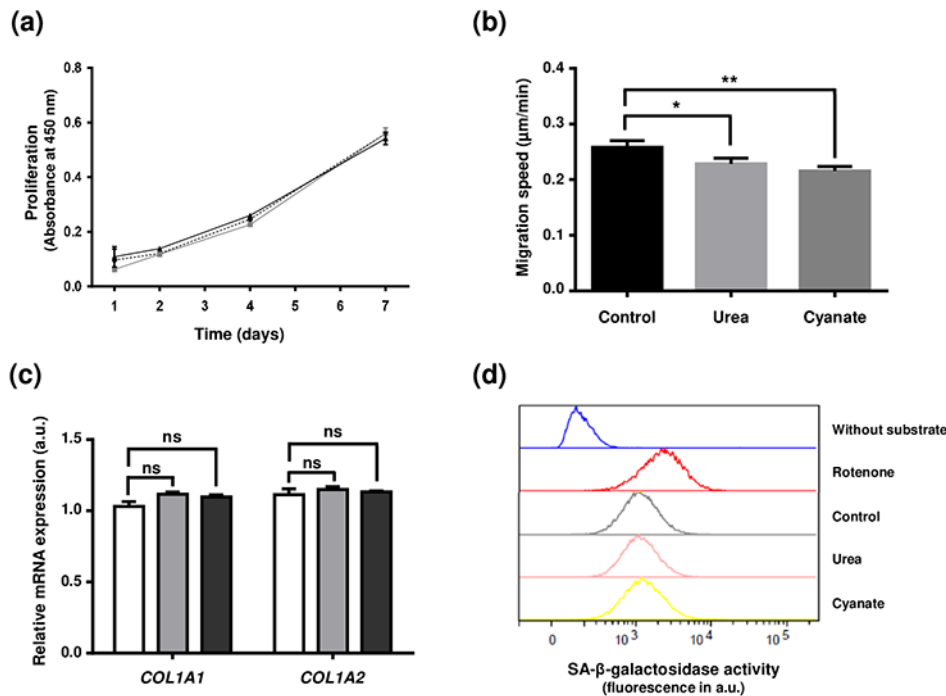 (a)
Proliferation
(Absorbance at 450 nm)
0.8
0.6
0.4
0.2
0.0
1 2 3 4 5 6 7
Time (days)
(b)
Migration speed (µm/min)
0.4
0.3
0.2
0.1
0.0
**
*
Control Urea Cyanate
(c)
Relative mRNA expression (a.u.)
1.5
1.0
0.5
0.0
ns
ns
ns
ns
COL1A1 COL1A2
(d)
Without substrate
Rotenone
Control
Urea
Cyanate
0 10³ 10⁴ 10⁵
SA-β-galactosidase activity
(fluorescence in a.u.)